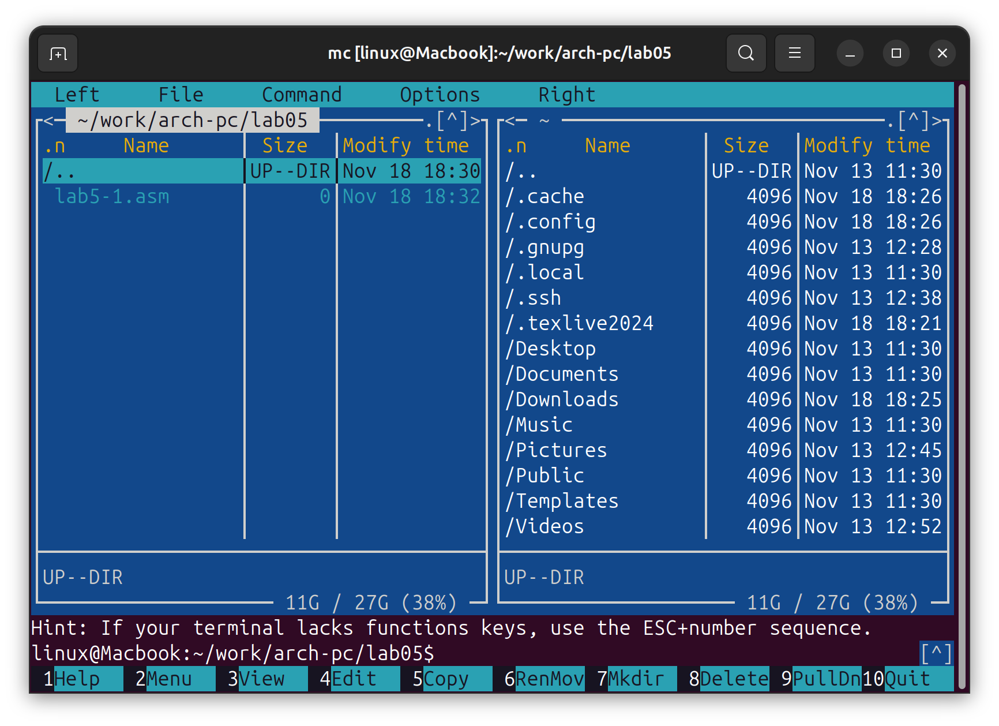 mc [linux@Macbook]:~/work/arch-pc/lab05
Left File Command Options Right
<─ ~/work/arch-pc/lab05 ─.[^]>
.n Name Size Modify time
/.. UP--DIR Nov 18 18:30
lab5-1.asm 0 Nov 18 18:32
UP--DIR
11G / 27G (38%)
<─ ~ ─.[^]>
.n Name Size Modify time
/.. UP--DIR Nov 13 11:30
/.cache 4096 Nov 18 18:26
/.config 4096 Nov 18 18:26
/.gnupg 4096 Nov 13 12:28
/.local 4096 Nov 13 11:30
/.ssh 4096 Nov 13 12:38
/.texlive2024 4096 Nov 18 18:21
/Desktop 4096 Nov 13 11:30
/Documents 4096 Nov 13 11:30
/Downloads 4096 Nov 18 18:25
/Music 4096 Nov 13 11:30
/Pictures 4096 Nov 13 12:45
/Public 4096 Nov 13 11:30
/Templates 4096 Nov 13 11:30
/Videos 4096 Nov 13 12:52
UP--DIR
11G / 27G (38%)
Hint: If your terminal lacks functions keys, use the ESC+number sequence.
linux@Macbook:~/work/arch-pc/lab05$ [^]
1Help 2Menu 3View 4Edit 5Copy 6RenMov 7Mkdir 8Delete 9PullDn 10Quit